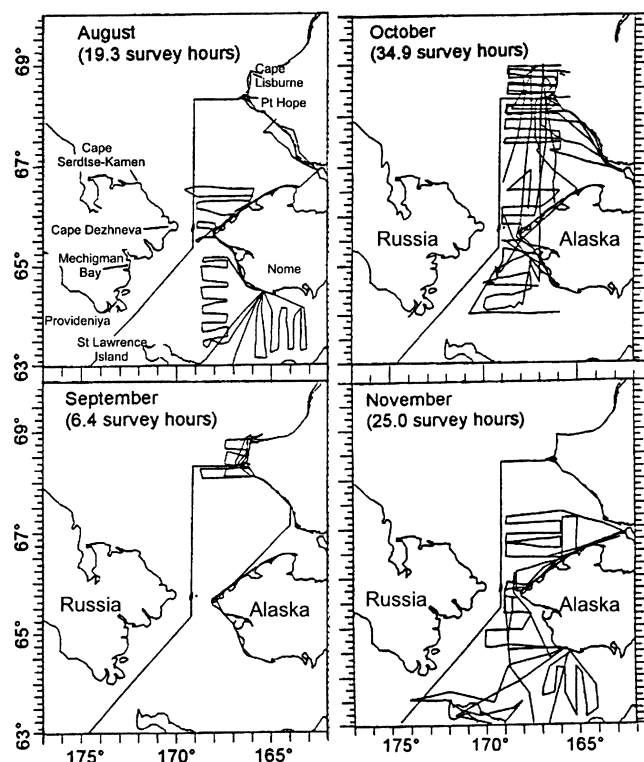 August
(19.3 survey hours)
Cape
Lisburne
Pt Hope
Cape
Serdtse-Kamen
Cape Dezhneva
Mechigman
Bay
Nome
Provideniya
St Lawrence
Island
69°
67°
65°
63°
October
(34.9 survey hours)
Russia
Alaska
September
(6.4 survey hours)
Russia
Alaska
69°
67°
65°
63°
175°
170°
165°
November
(25.0 survey hours)
Russia
Alaska
175°
170°
165°